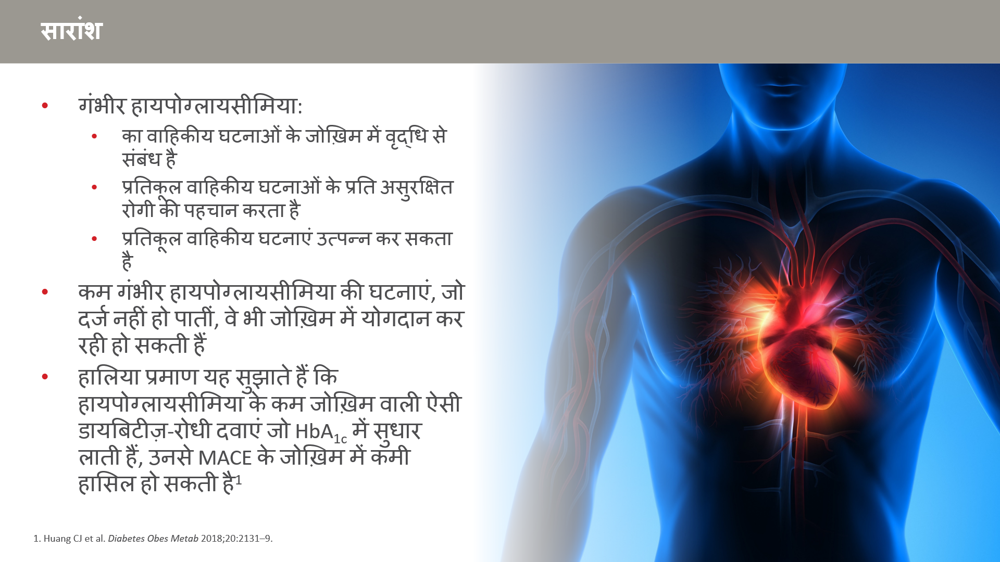 सारांश
• गंभीर हायपोग्लायसीमिया:
• का वाहिकीय घटनाओं के जोख़िम में वृद्धि से
संबंध है
• प्रतिकूल वाहिकीय घटनाओं के प्रति असुरक्षित
रोगी की पहचान करता है
• प्रतिकूल वाहिकीय घटनाएं उत्पन्न कर सकता
है
• कम गंभीर हायपोग्लायसीमिया की घटनाएं, जो
दर्ज नहीं हो पातीं, वे भी जोख़िम में योगदान कर
रही हो सकती हैं
• हालिया प्रमाण यह सुझाते हैं कि
हायपोग्लायसीमिया के कम जोख़िम वाली ऐसी
डायबिटीज़-रोधी दवाएं जो HbA1c में सुधार
लाती हैं, उनसे MACE के जोख़िम में कमी
हासिल हो सकती है1
1. Huang CJ et al. Diabetes Obes Metab 2018;20:2131–9.